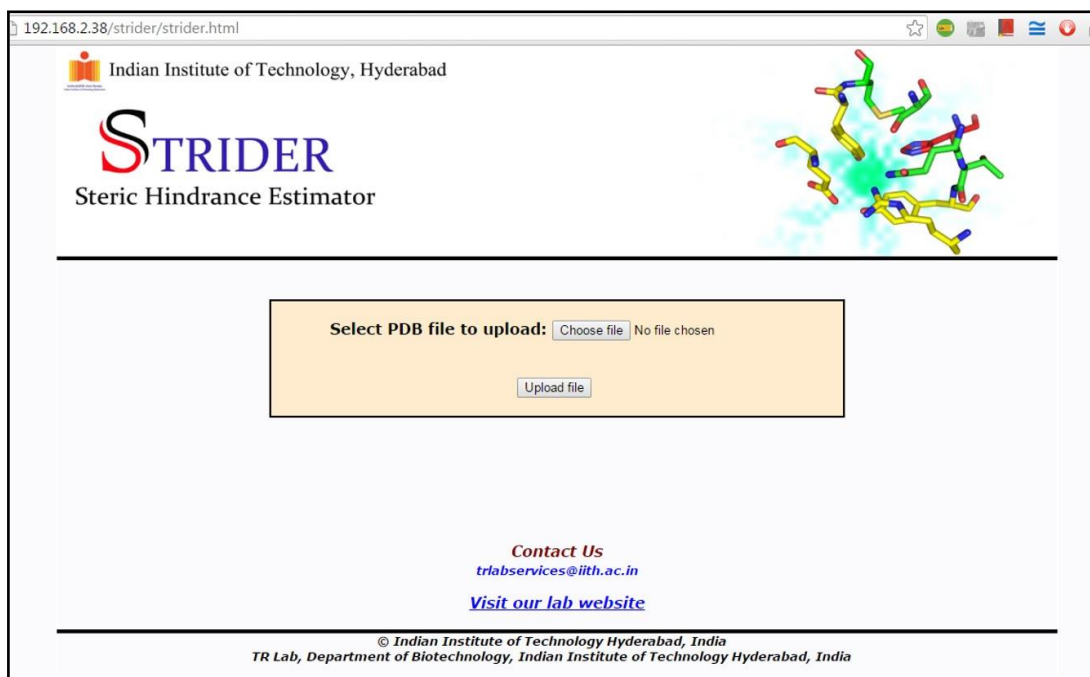 192.168.2.38/strider/strider.html
Indian Institute of Technology, Hyderabad
STRIDER
Steric Hindrance Estimator
Select PDB file to upload: Choose file No file chosen
Upload file
Contact Us
trlabservices@iith.ac.in
Visit our lab website
© Indian Institute of Technology Hyderabad, India
TR Lab, Department of Biotechnology, Indian Institute of Technology Hyderabad, India